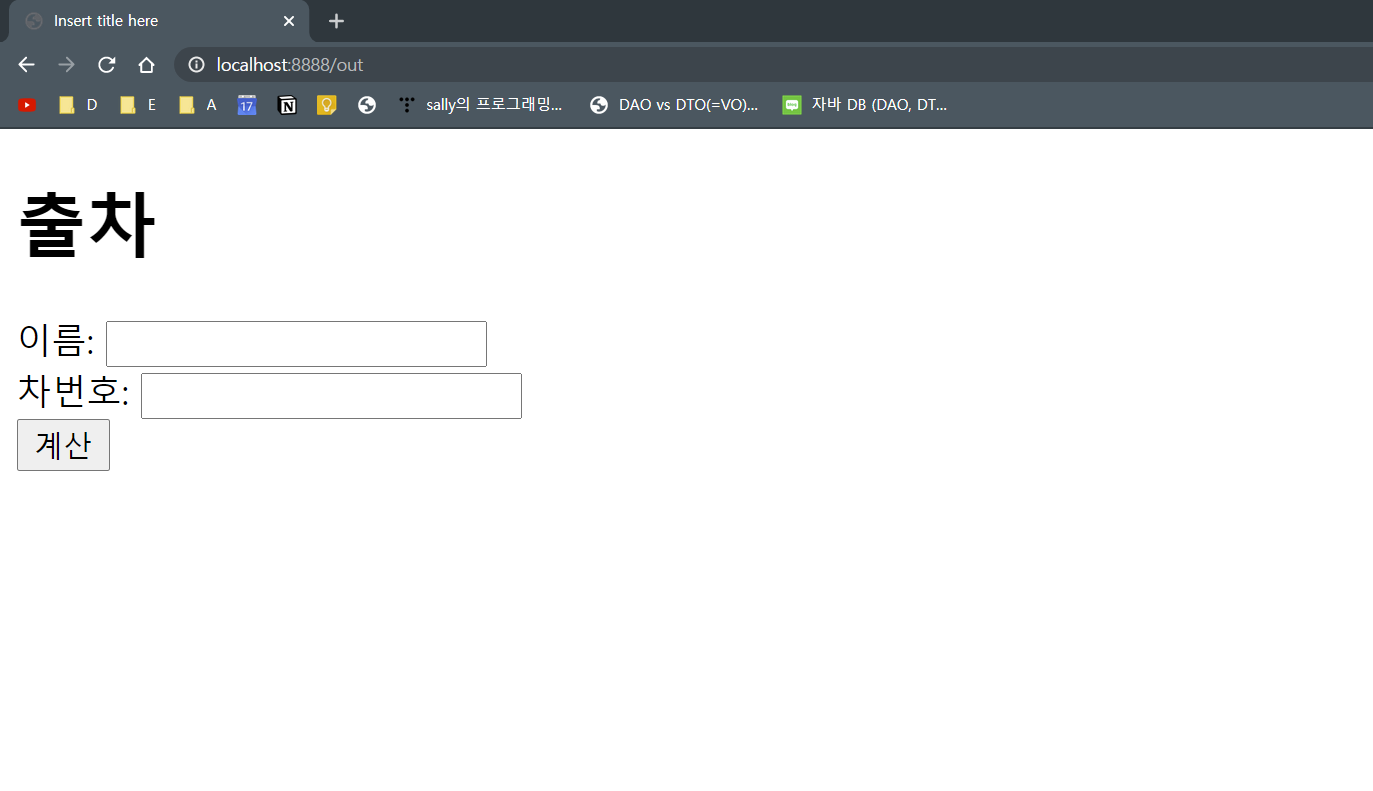 Insert title here
localhost:8888/out
D E A 17 N sally의 프로그래밍... DAO vs DTO(=VO)... 자바 DB (DAO, DT...
출차
이름:
차번호:
계산